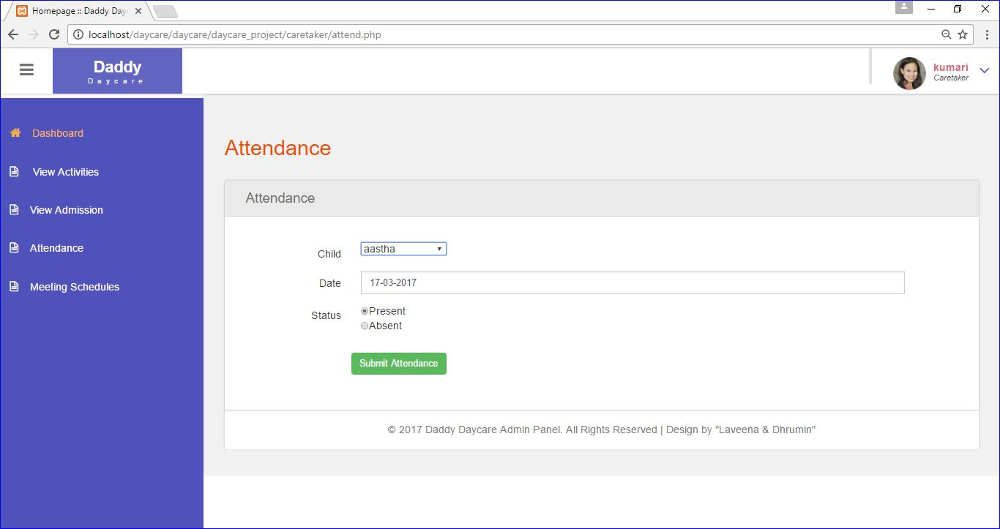 Homepage :: Daddy Day
localhost/daycare/daycare/daycare_project/caretaker/attend.php
Daddy
Daycare
kumari
Caretaker
Dashboard
View Activities
View Admission
Attendance
Meeting Schedules
Attendance
Attendance
Child
aastha
Date
17-03-2017
Status
Present
Absent
Submit Attendance
© 2017 Daddy Daycare Admin Panel. All Rights Reserved | Design by "Laveena & Dhrumin"